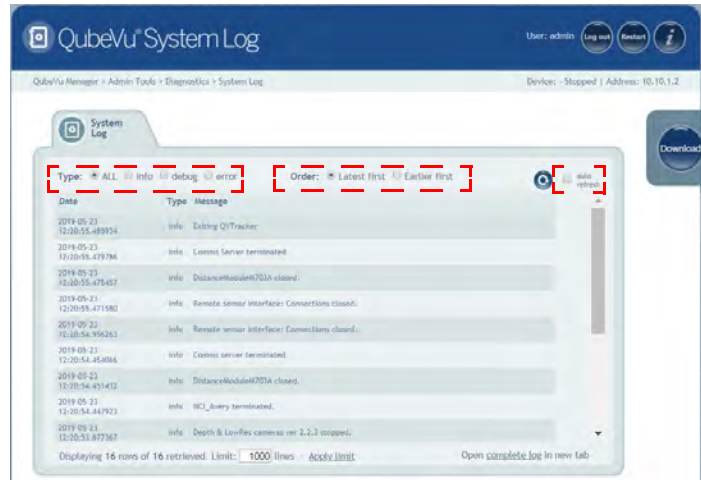 QubeVu® System Log
User: admin Log out Restart i
QubeVu Manager > Admin Tools > Diagnostics > System Log
Device: - Stopped | Address: 10.10.1.2
System
Log
Download
Type: ALL info debug error
Order: Latest first Earlier first
auto
refresh
Date Type Message
2019-05-23
12:20:55.485934 info Exiting QVTracker
2019-05-23
12:20:55.479786 info Comms Server terminated
2019-05-23
12:20:55.475457 info DistanceModuleM703A closed.
2019-05-23
12:20:55.471580 info Remote sensor interface: Connections closed.
2019-05-23
12:20:54.956263 info Remote sensor interface: Connections closed.
2019-05-23
12:20:54.454086 info Comms server terminated
2019-05-23
12:20:54.451412 info DistanceModuleM703A closed.
2019-05-23
12:20:54.447923 info NCI_Avery terminated.
2019-05-23
12:20:53.877367 info Depth & LowRes cameras ver 2.2.2 stopped.
Displaying 16 rows of 16 retrieved. Limit: 1000 lines - Apply limit
Open complete log in new tab